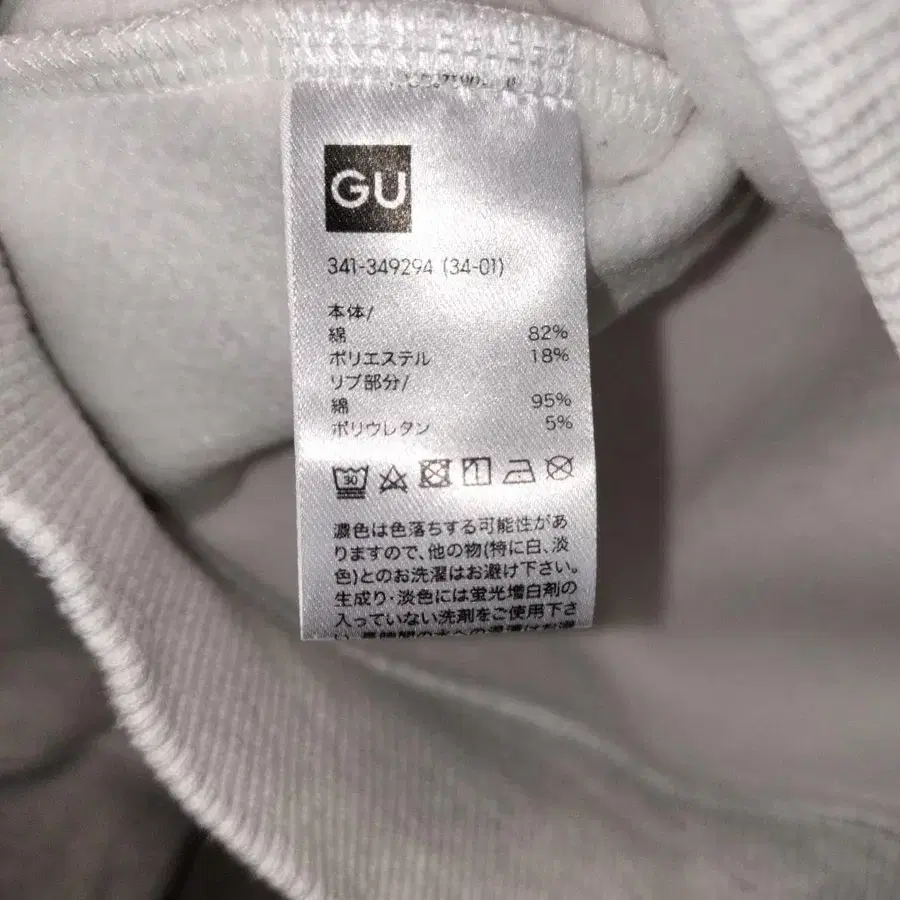 GU
341-349294 (34-01)
本体/
綿 82%
ポリエステル 18%
リブ部分/
綿 95%
ポリウレタン 5%
30
濃色は色落ちする可能性があ
りますので、他の物(特に白、淡
色)とのお洗濯はお避け下さい。
生成り・淡色には蛍光増白剤の
入っていない洗剤をご使用下さ